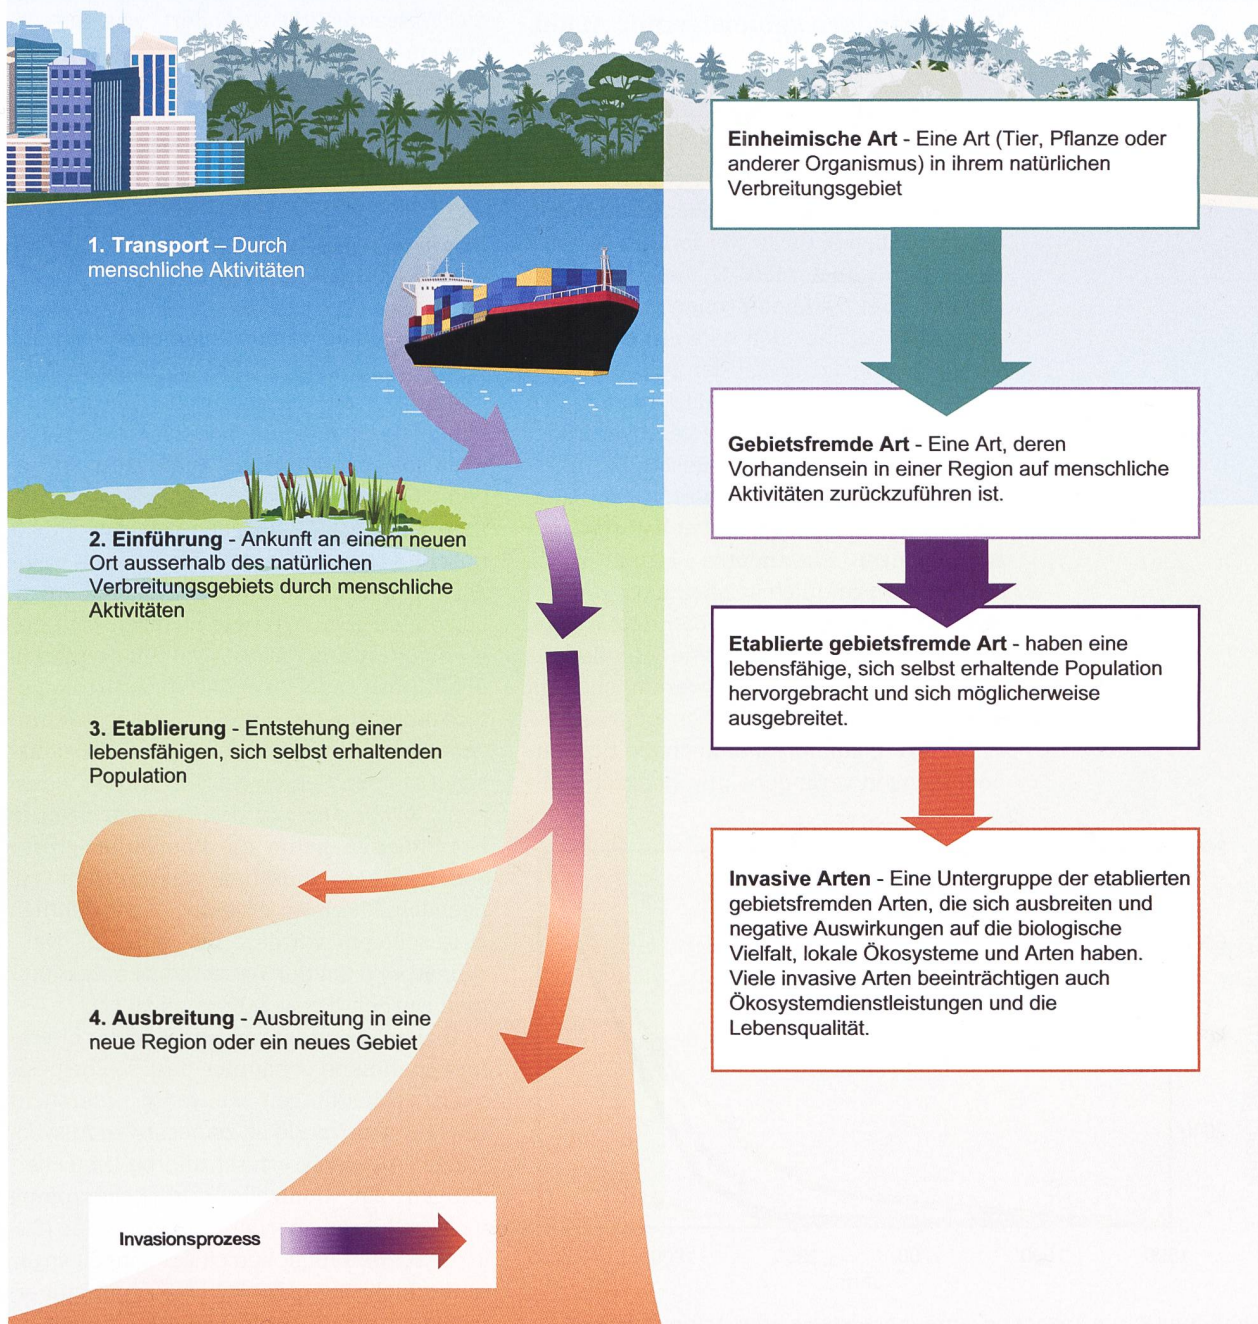 1. Transport – Durch
menschliche Aktivitäten
2. Einführung - Ankunft an einem neuen
Ort ausserhalb des natürlichen
Verbreitungsgebiets durch menschliche
Aktivitäten
3. Etablierung - Entstehung einer
lebensfähigen, sich selbst erhaltenden
Population
4. Ausbreitung - Ausbreitung in eine
neue Region oder ein neues Gebiet
Invasionsprozess
Einheimische Art - Eine Art (Tier, Pflanze oder
anderer Organismus) in ihrem natürlichen
Verbreitungsgebiet
Gebietsfremde Art - Eine Art, deren
Vorhandensein in einer Region auf menschliche
Aktivitäten zurückzuführen ist.
Etablierte gebietsfremde Art - haben eine
lebensfähige, sich selbst erhaltende Population
hervorgebracht und sich möglicherweise
ausgebreitet.
Invasive Arten - Eine Untergruppe der etablierten
gebietsfremden Arten, die sich ausbreiten und
negative Auswirkungen auf die biologische
Vielfalt, lokale Ökosysteme und Arten haben.
Viele invasive Arten beeinträchtigen auch
Ökosystemdienstleistungen und die
Lebensqualität.